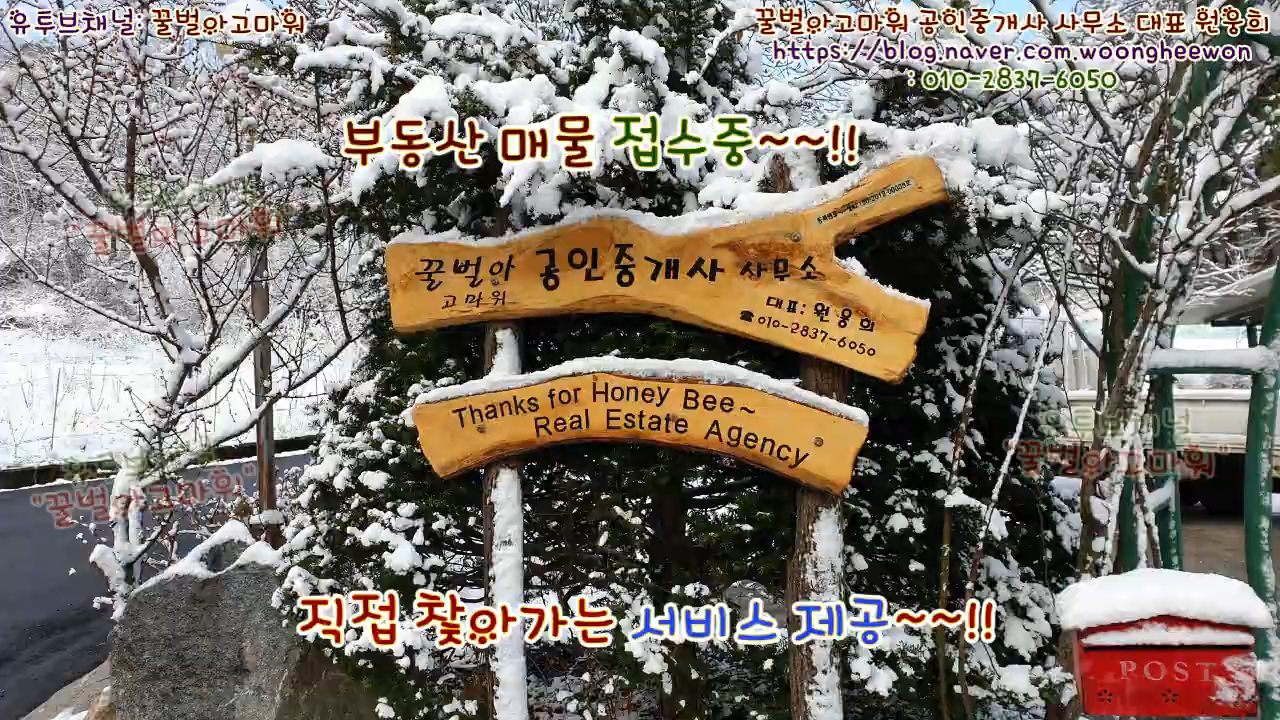 유튜브채널: 꿀벌아고마워
꿀벌아고마워 공인중개사 사무소 대표 원웅희
https://blog.naver.com.woongheewon
: 010-2837-6050
부동산 매물 접수중~~!!
"꿀벌아고마워"
꿀벌아 공인중개사 사무소
고마워
대표: 원웅희
☎010-2837-6050
Thanks for Honey Bee~
Real Estate Agency
유튜브채널
"꿀벌아고마워"
"꿀벌아고마워"
직접 찾아가는 서비스 제공~~!!
POST